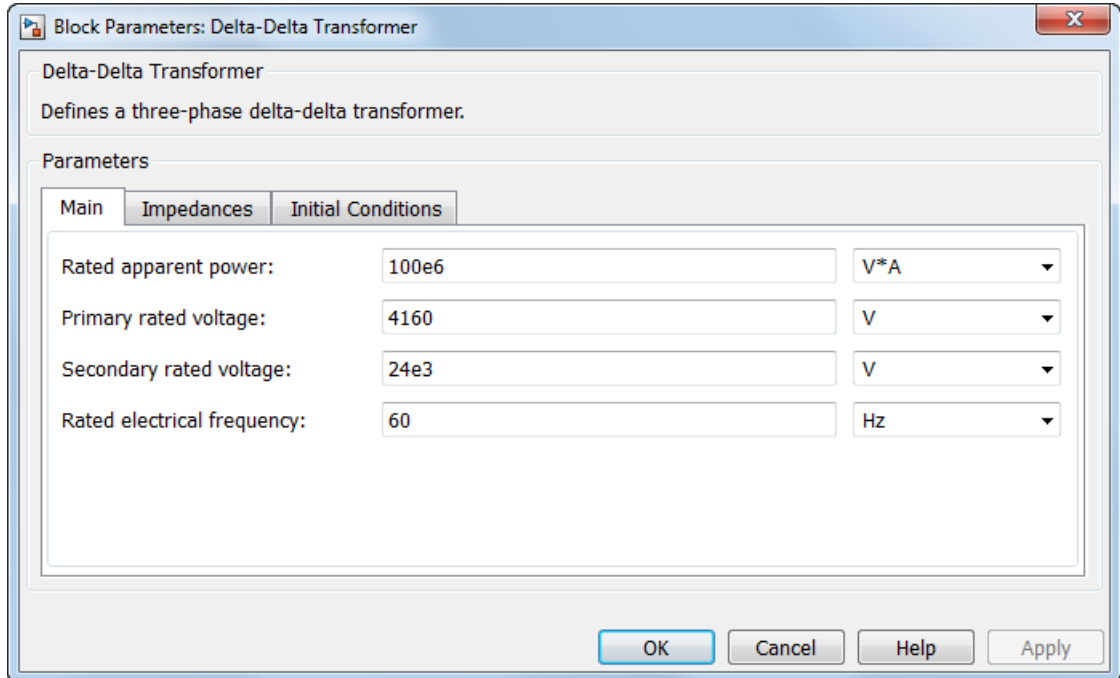 Block Parameters: Delta-Delta Transformer
Delta-Delta Transformer
Defines a three-phase delta-delta transformer.
Parameters
Main Impedances Initial Conditions
Rated apparent power: 100e6 V*A
Primary rated voltage: 4160 V
Secondary rated voltage: 24e3 V
Rated electrical frequency: 60 Hz
OK Cancel Help Apply